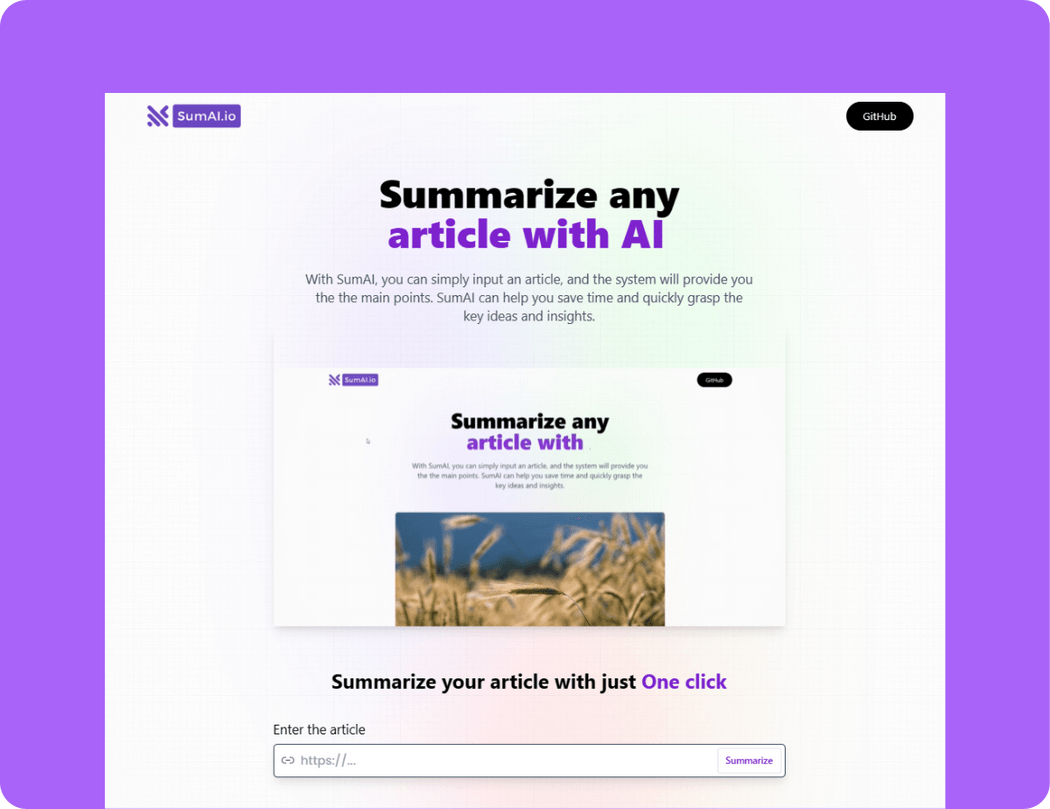 SumAI.io
GitHub
Summarize any
article with AI
With SumAI, you can simply input an article, and the system will provide you
the the main points. SumAI can help you save time and quickly grasp the
key ideas and insights.
SumAI.io
GitHub
Summarize any
article with
With SumAI, you can simply input an article, and the system will provide you
the the main points. SumAI can help you save time and quickly grasp the
key ideas and insights.
Summarize your article with just One click
Enter the article
https://...
Summarize